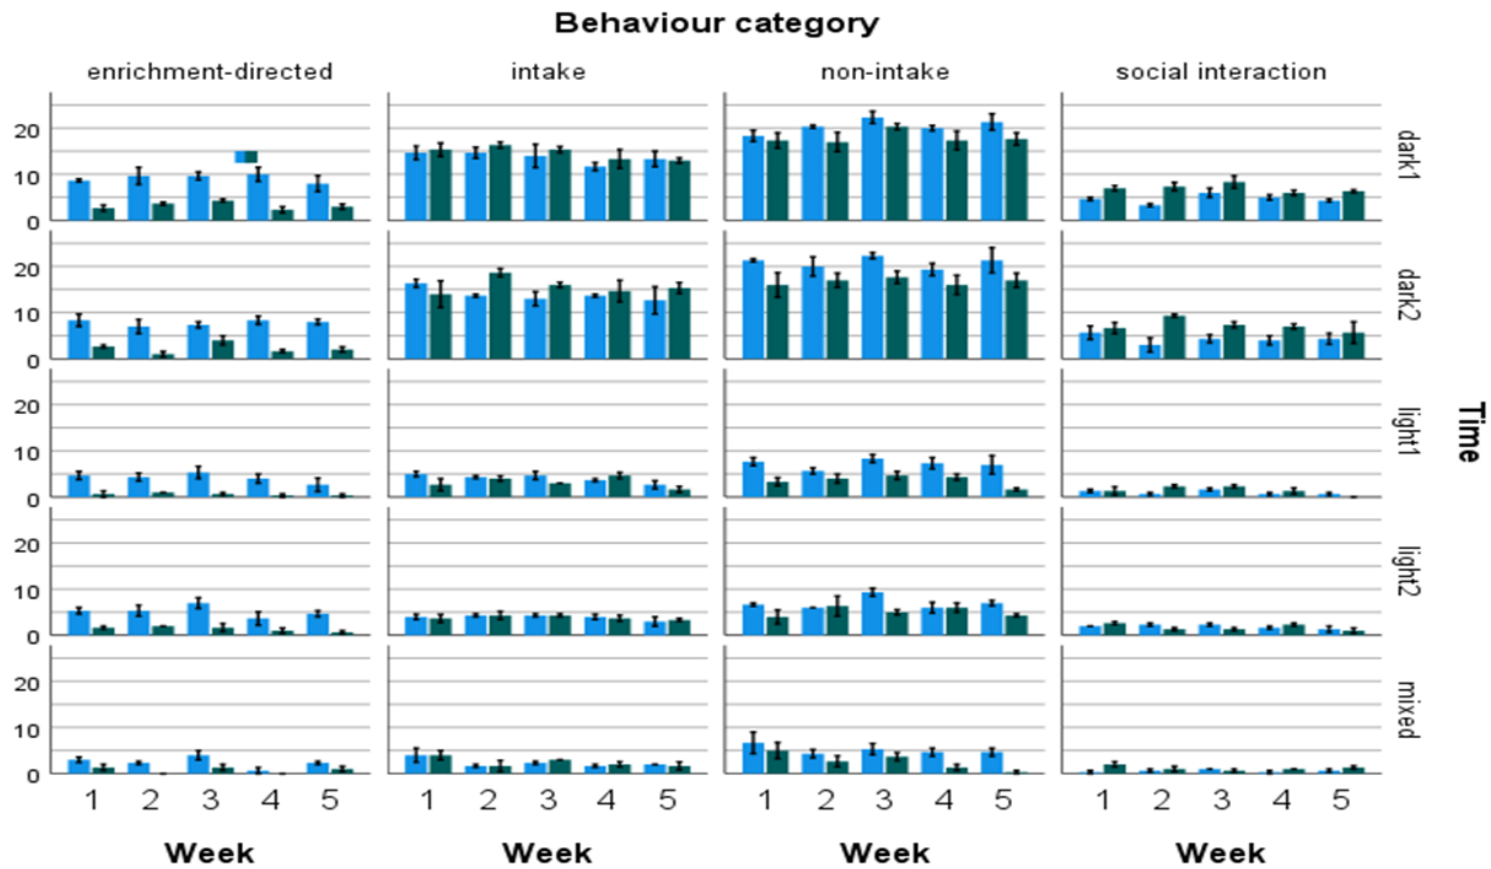 Behaviour category
enrichment-directed intake non-intake social interaction
20
10
0
dark1
20
10
0
dark2
20
10
0
light1
Time
20
10
0
light2
20
10
0
mixed
1 2 3 4 5 1 2 3 4 5 1 2 3 4 5 1 2 3 4 5
Week Week Week Week